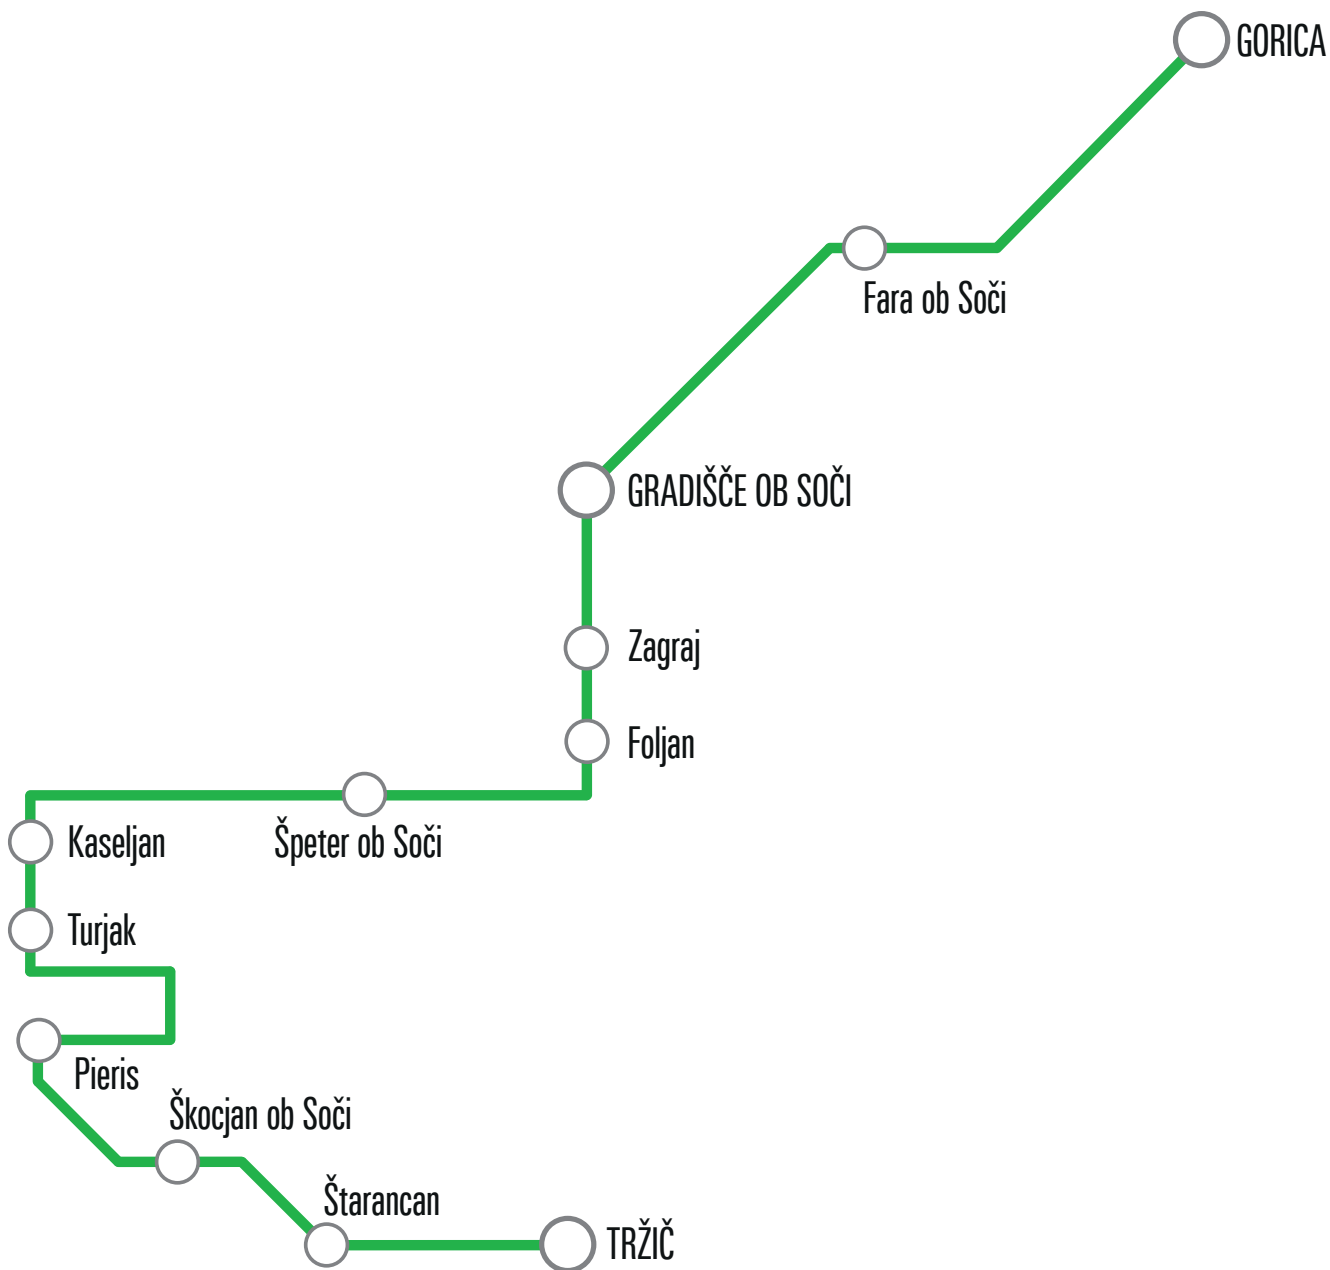 GORICA
Fara ob Soči
GRADIŠČE OB SOČI
Zagraj
Foljan
Špeter ob Soči
Kaseljan
Turjak
Pieris
Škocjan ob Soči
Štarancan
TRŽIČ